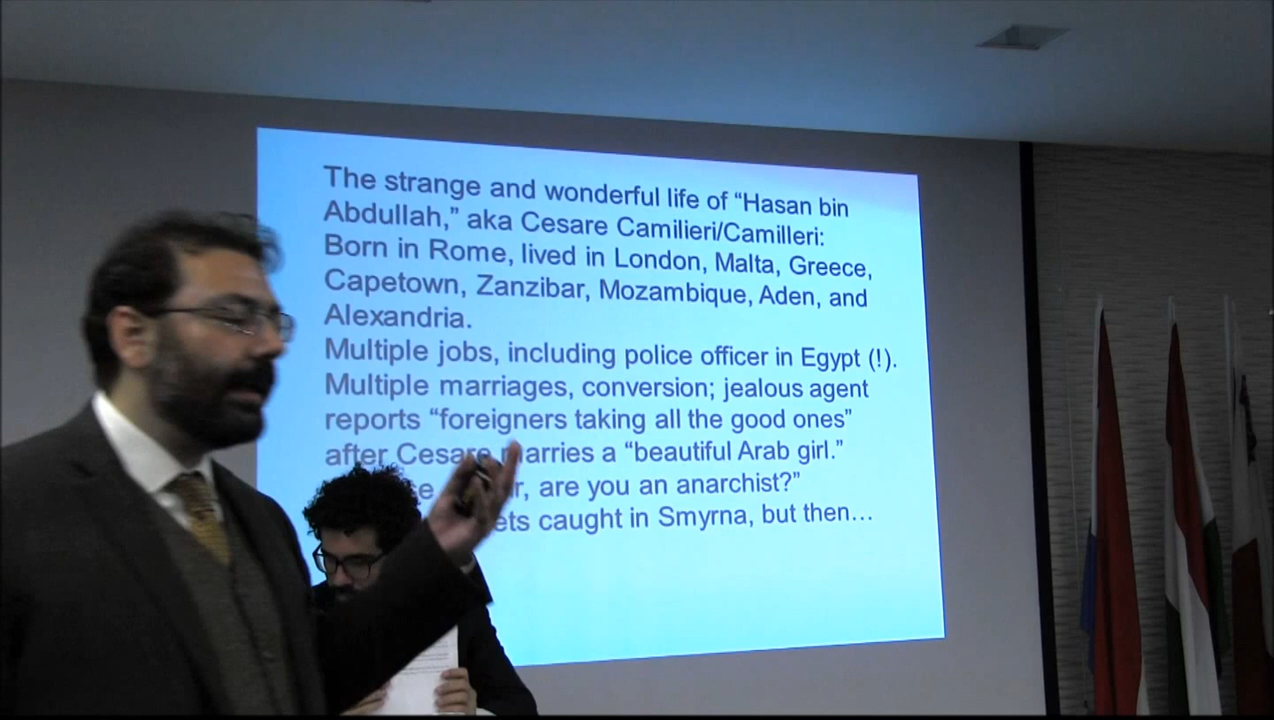 The strange and wonderful life of “Hasan bin
Abdullah,” aka Cesare Camilieri/Camilleri:
Born in Rome, lived in London, Malta, Greece,
Capetown, Zanzibar, Mozambique, Aden, and
Alexandria.
Multiple jobs, including police officer in Egypt (!).
Multiple marriages, conversion; jealous agent
reports “foreigners taking all the good ones”
after Cesare marries a “beautiful Arab girl.”
are you an anarchist?”
caught in Smyrna, but then…